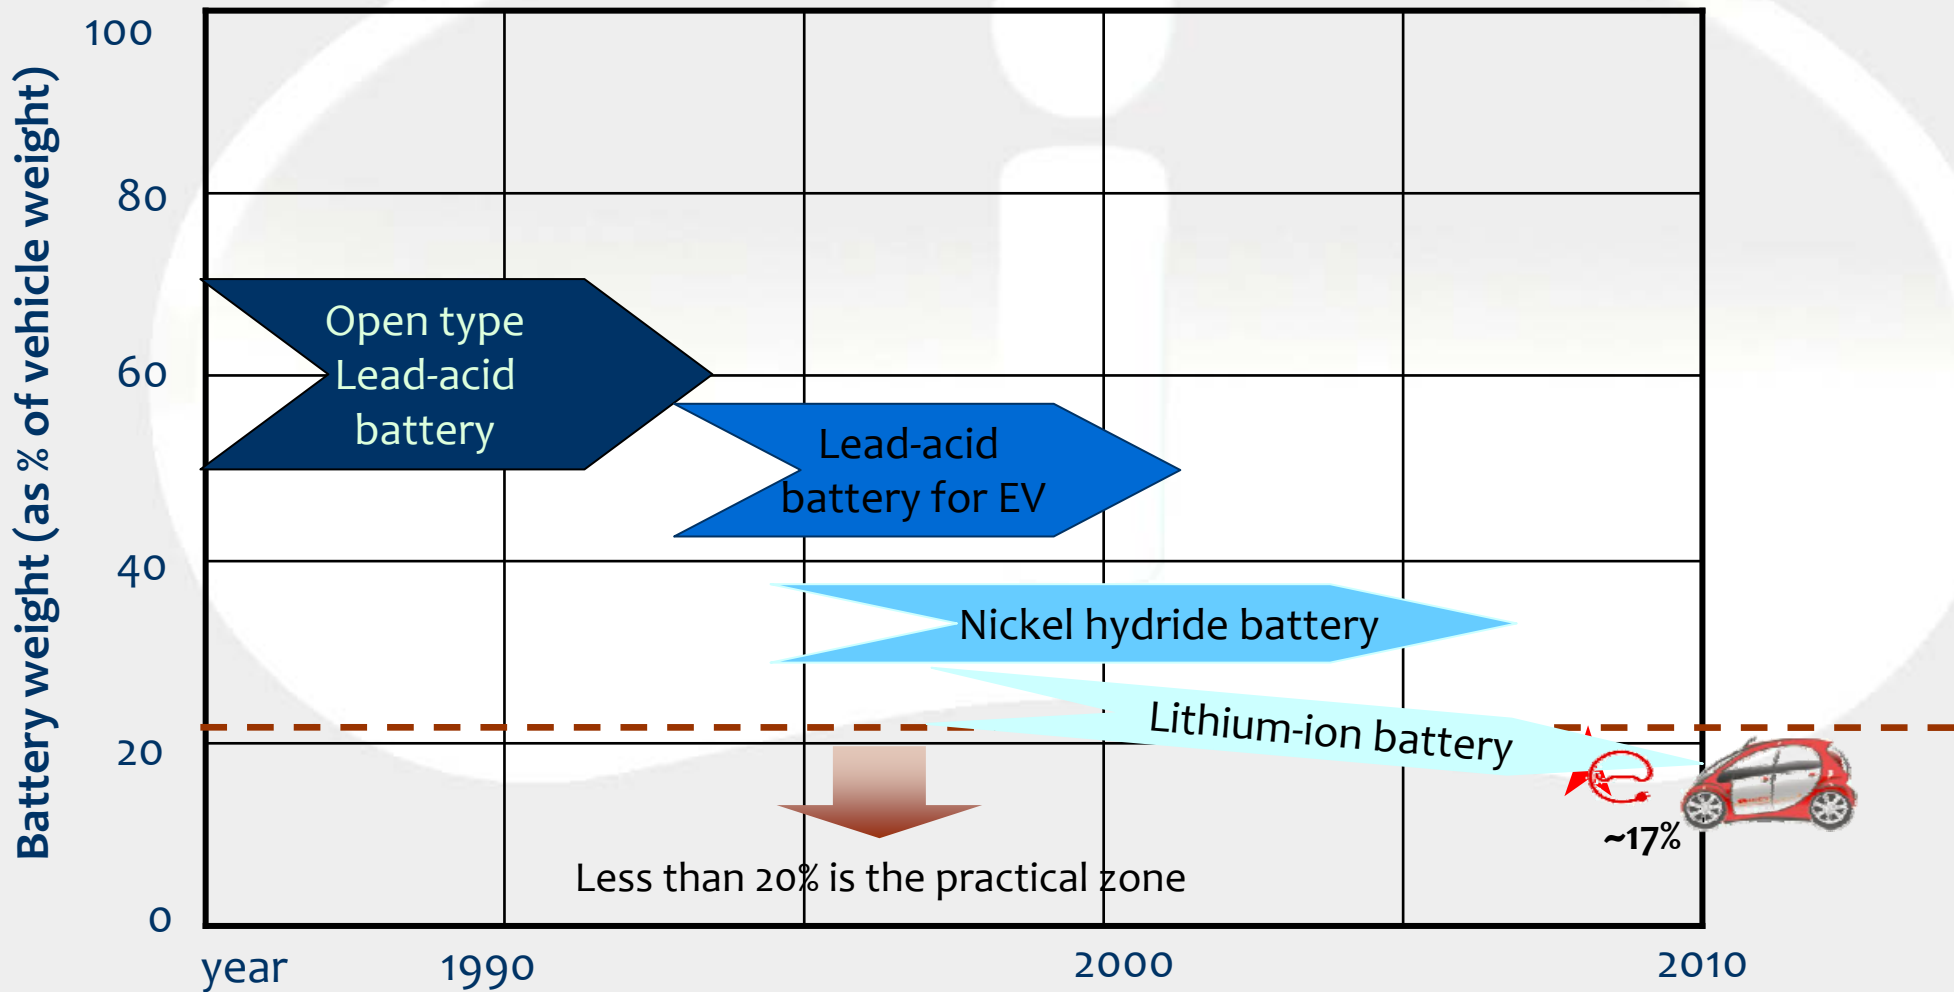 Battery weight (as % of vehicle weight)
100
80
60
40
20
0
Open type
Lead-acid
battery
Lead-acid
battery for EV
Nickel hydride battery
Lithium-ion battery
~17%
Less than 20% is the practical zone
year 1990 2000 2010